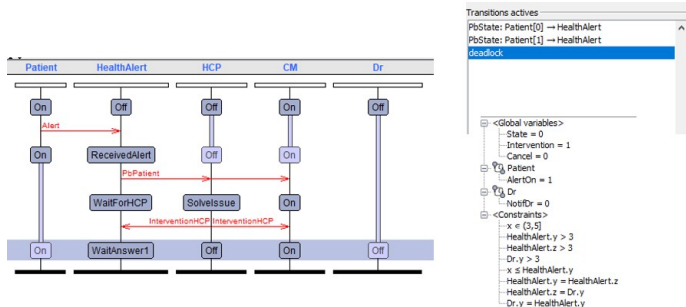 Patient HealthAlert HCP CM Dr
On Off Off On Off
Alert
On ReceivedAlert Off On
PbPatient
WaitForHCP SolveIssue On
InterventionHCP InterventionHCP
On WaitAnswer1 Off On Off
Transitions actives
PbState: Patient[0] → HealthAlert
PbState: Patient[1] → HealthAlert
deadlock
<Global variables>
State = 0
Intervention = 1
Cancel = 0
Patient
AlertOn = 1
Dr
NotifDr = 0
<Constraints>
x ∈ (3,5]
HealthAlert.y > 3
HealthAlert.z > 3
Dr.y > 3
x ≤ HealthAlert.y
HealthAlert.y = HealthAlert.z
HealthAlert.z = Dr.y
Dr.y = HealthAlert.y